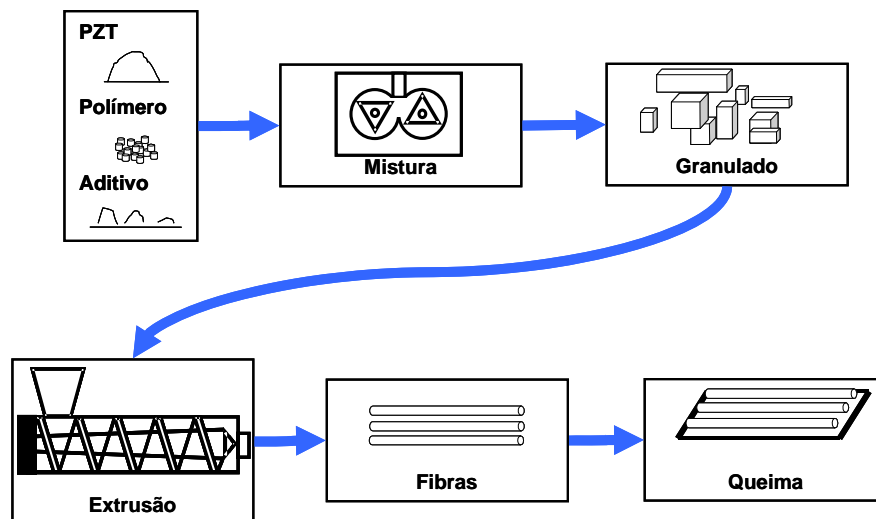 PZT
Polímero
Aditivo
Mistura
Granulado
Extrusão
Fibras
Queima